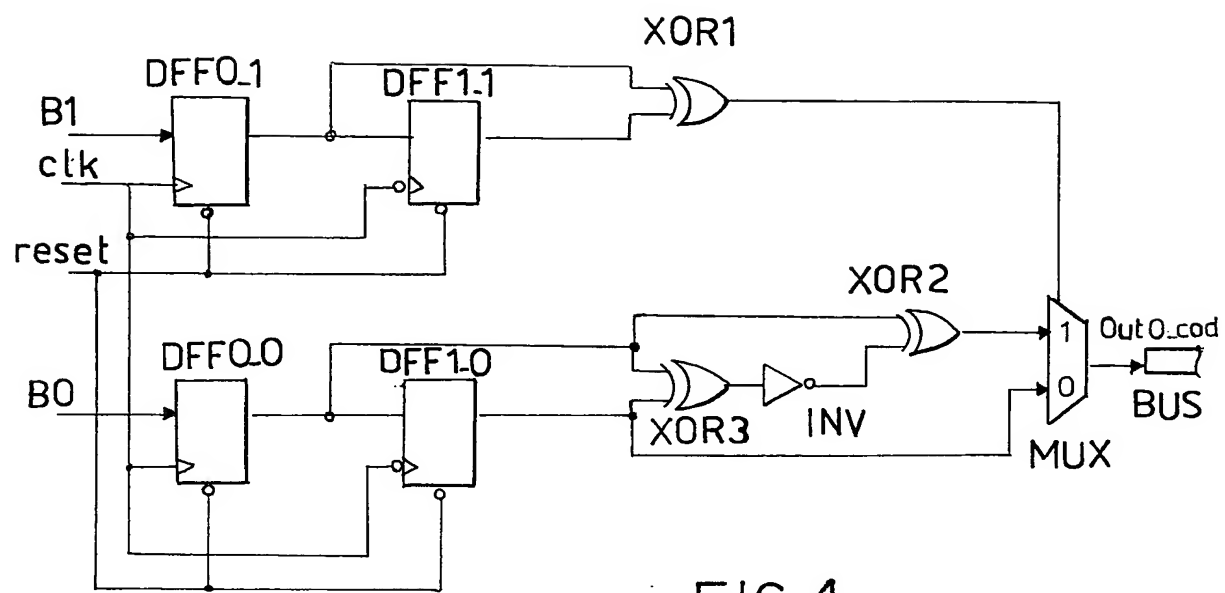 XOR1
DFF0_1
DFF1_1
B1
clk
reset
XOR2
DFF0_0
DFF1_0
1
Out0_cod
B0
0
BUS
XOR3
INV
MUX